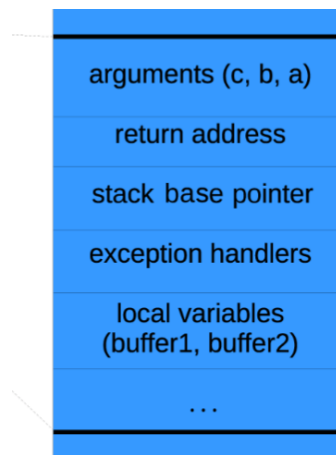 arguments (c, b, a)
return address
stack base pointer
exception handlers
local variables
(buffer1, buffer2)
...